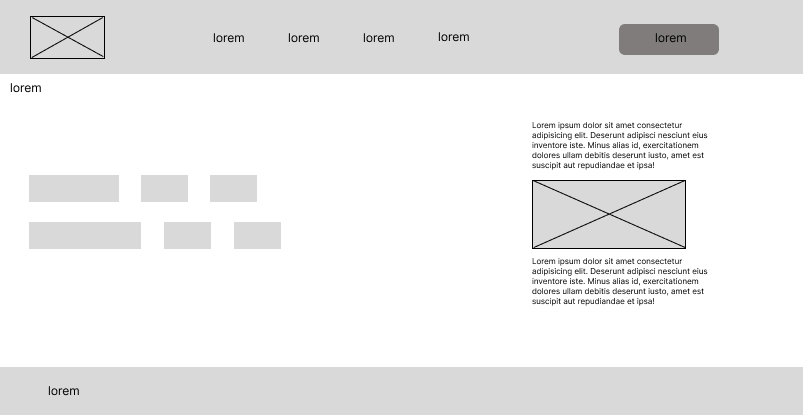 lorem lorem lorem lorem lorem
lorem
Lorem ipsum dolor sit amet consectetur
adipisicing elit. Deserunt adipisci nesciunt eius
inventore iste. Minus alias id, exercitationem
dolores ullam debitis deserunt iusto, amet est
suscipit aut repudiandae et ipsa!
Lorem ipsum dolor sit amet consectetur
adipisicing elit. Deserunt adipisci nesciunt eius
inventore iste. Minus alias id, exercitationem
dolores ullam debitis deserunt iusto, amet est
suscipit aut repudiandae et ipsa!
lorem